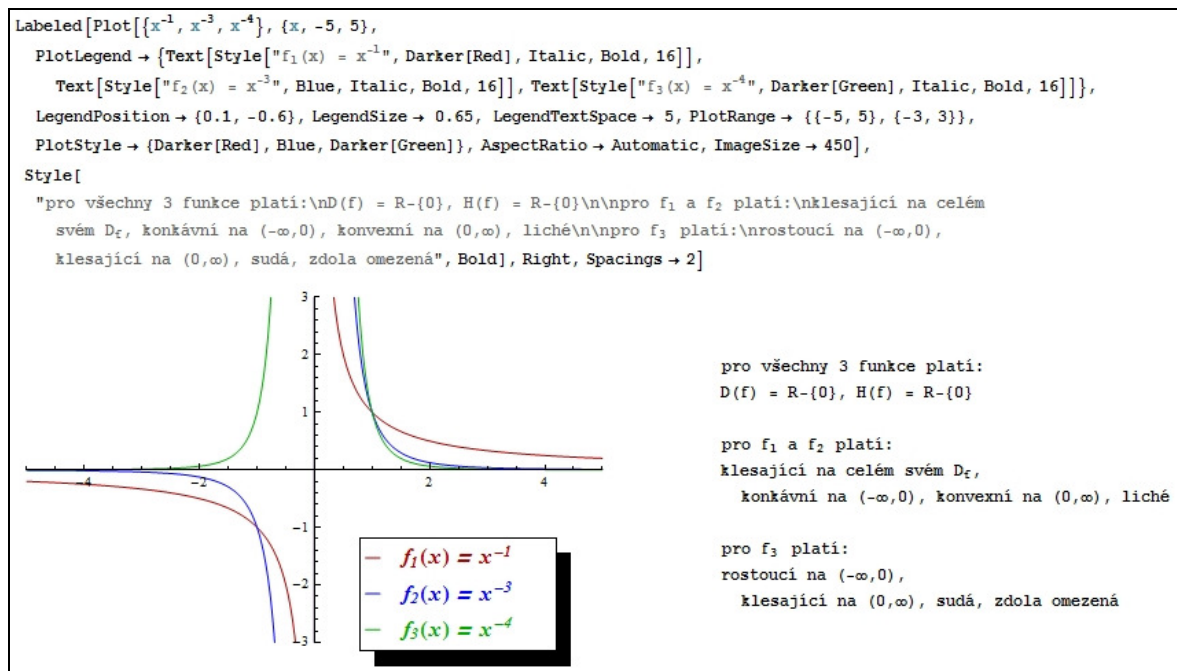 Labeled[Plot[{x⁻¹, x⁻³, x⁻⁴}, {x, -5, 5},
PlotLegend → {Text[Style["f₁(x) = x⁻¹", Darker[Red], Italic, Bold, 16]],
Text[Style["f₂(x) = x⁻³", Blue, Italic, Bold, 16]], Text[Style["f₃(x) = x⁻⁴", Darker[Green], Italic, Bold, 16]]},
LegendPosition → {0.1, -0.6}, LegendSize → 0.65, LegendTextSpace → 5, PlotRange → {{-5, 5}, {-3, 3}},
PlotStyle → {Darker[Red], Blue, Darker[Green]}, AspectRatio → Automatic, ImageSize → 450],
Style[
"pro všechny 3 funkce platí:\nD(f) = R-{0}, H(f) = R-{0}\n\npro f₁ a f₂ platí:\nklesající na celém
svém D_f, konkávní na (-∞,0), konvexní na (0,∞), liché\n\npro f₃ platí:\nrostoucí na (-∞,0),
klesající na (0,∞), sudá, zdola omezená", Bold], Right, Spacings → 2]
3
2
1
-4
-2
2
4
-1
-2
-3
f₁(x) = x⁻¹
f₂(x) = x⁻³
f₃(x) = x⁻⁴
pro všechny 3 funkce platí:
D(f) = R-{0}, H(f) = R-{0}
pro f₁ a f₂ platí:
klesající na celém svém D_f,
konkávní na (-∞,0), konvexní na (0,∞), liché
pro f₃ platí:
rostoucí na (-∞,0),
klesající na (0,∞), sudá, zdola omezená